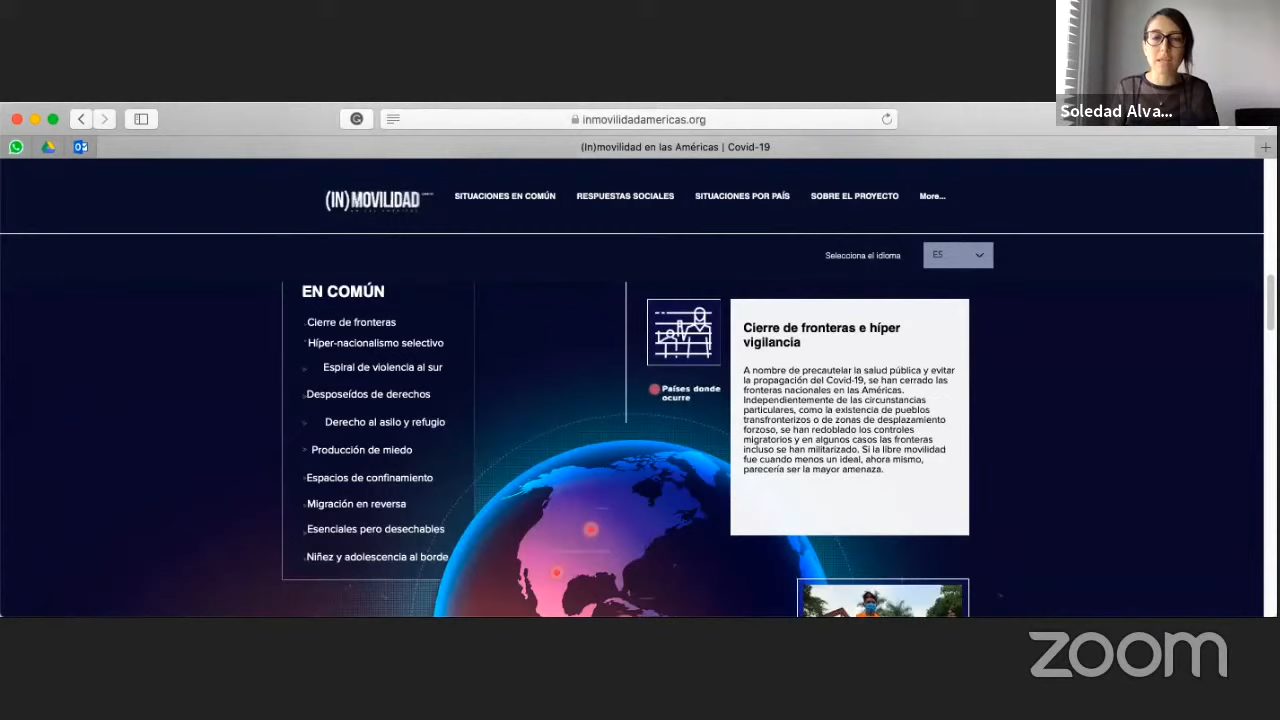 Soledad Alva...
inmovilidadamericas.org
(In)movilidad en las Américas | Covid-19
(IN)MOVILIDAD
SITUACIONES EN COMÚN
RESPUESTAS SOCIALES
SITUACIONES POR PAÍS
SOBRE EL PROYECTO
More...
Selecciona el idioma
ES
EN COMÚN
Cierre de fronteras
Híper-nacionalismo selectivo
Espiral de violencia al sur
Desposeídos de derechos
Derecho al asilo y refugio
Producción de miedo
Espacios de confinamiento
Migración en reversa
Esenciales pero desechables
Niñez y adolescencia al borde
Países donde
ocurre
Cierre de fronteras e híper
vigilancia
A nombre de precautelar la salud pública y evitar
la propagación del Covid-19, se han cerrado las
fronteras nacionales en las Américas.
Independientemente de las circunstancias
particulares, como la existencia de pueblos
transfronterizos o de zonas de desplazamiento
forzoso, se han redoblado los controles
migratorios y en algunos casos las fronteras
incluso se han militarizado. Si la libre movilidad
fue cuando menos un ideal, ahora mismo,
parecería ser la mayor amenaza.
zoom